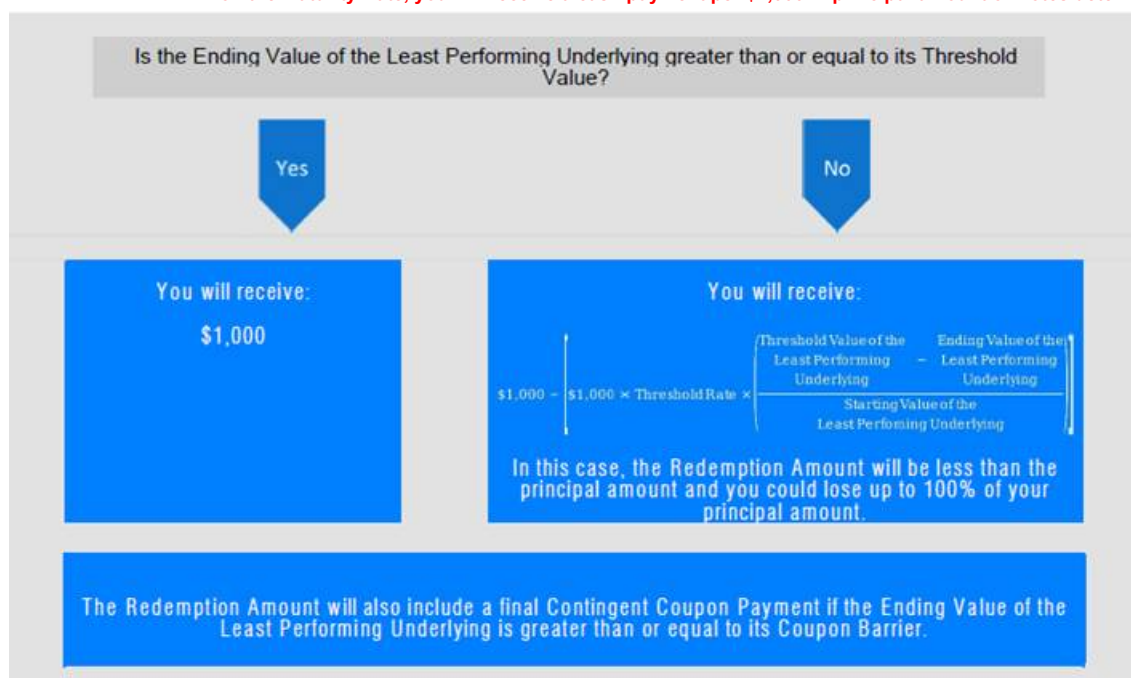 Is the Ending Value of the Least Performing Underlying greater than or equal to its Threshold
Value?
Yes
No
You will receive:
$1,000
You will receive:
$1,000 − [$1,000 × Threshold Rate × (
Threshold Value of the
Least Performing
Underlying
−
Ending Value of the
Least Performing
Underlying
Starting Value of the
Least Perfoming Underlying
)]
In this case, the Redemption Amount will be less than the
principal amount and you could lose up to 100% of your
principal amount.
The Redemption Amount will also include a final Contingent Coupon Payment if the Ending Value of the
Least Performing Underlying is greater than or equal to its Coupon Barrier.